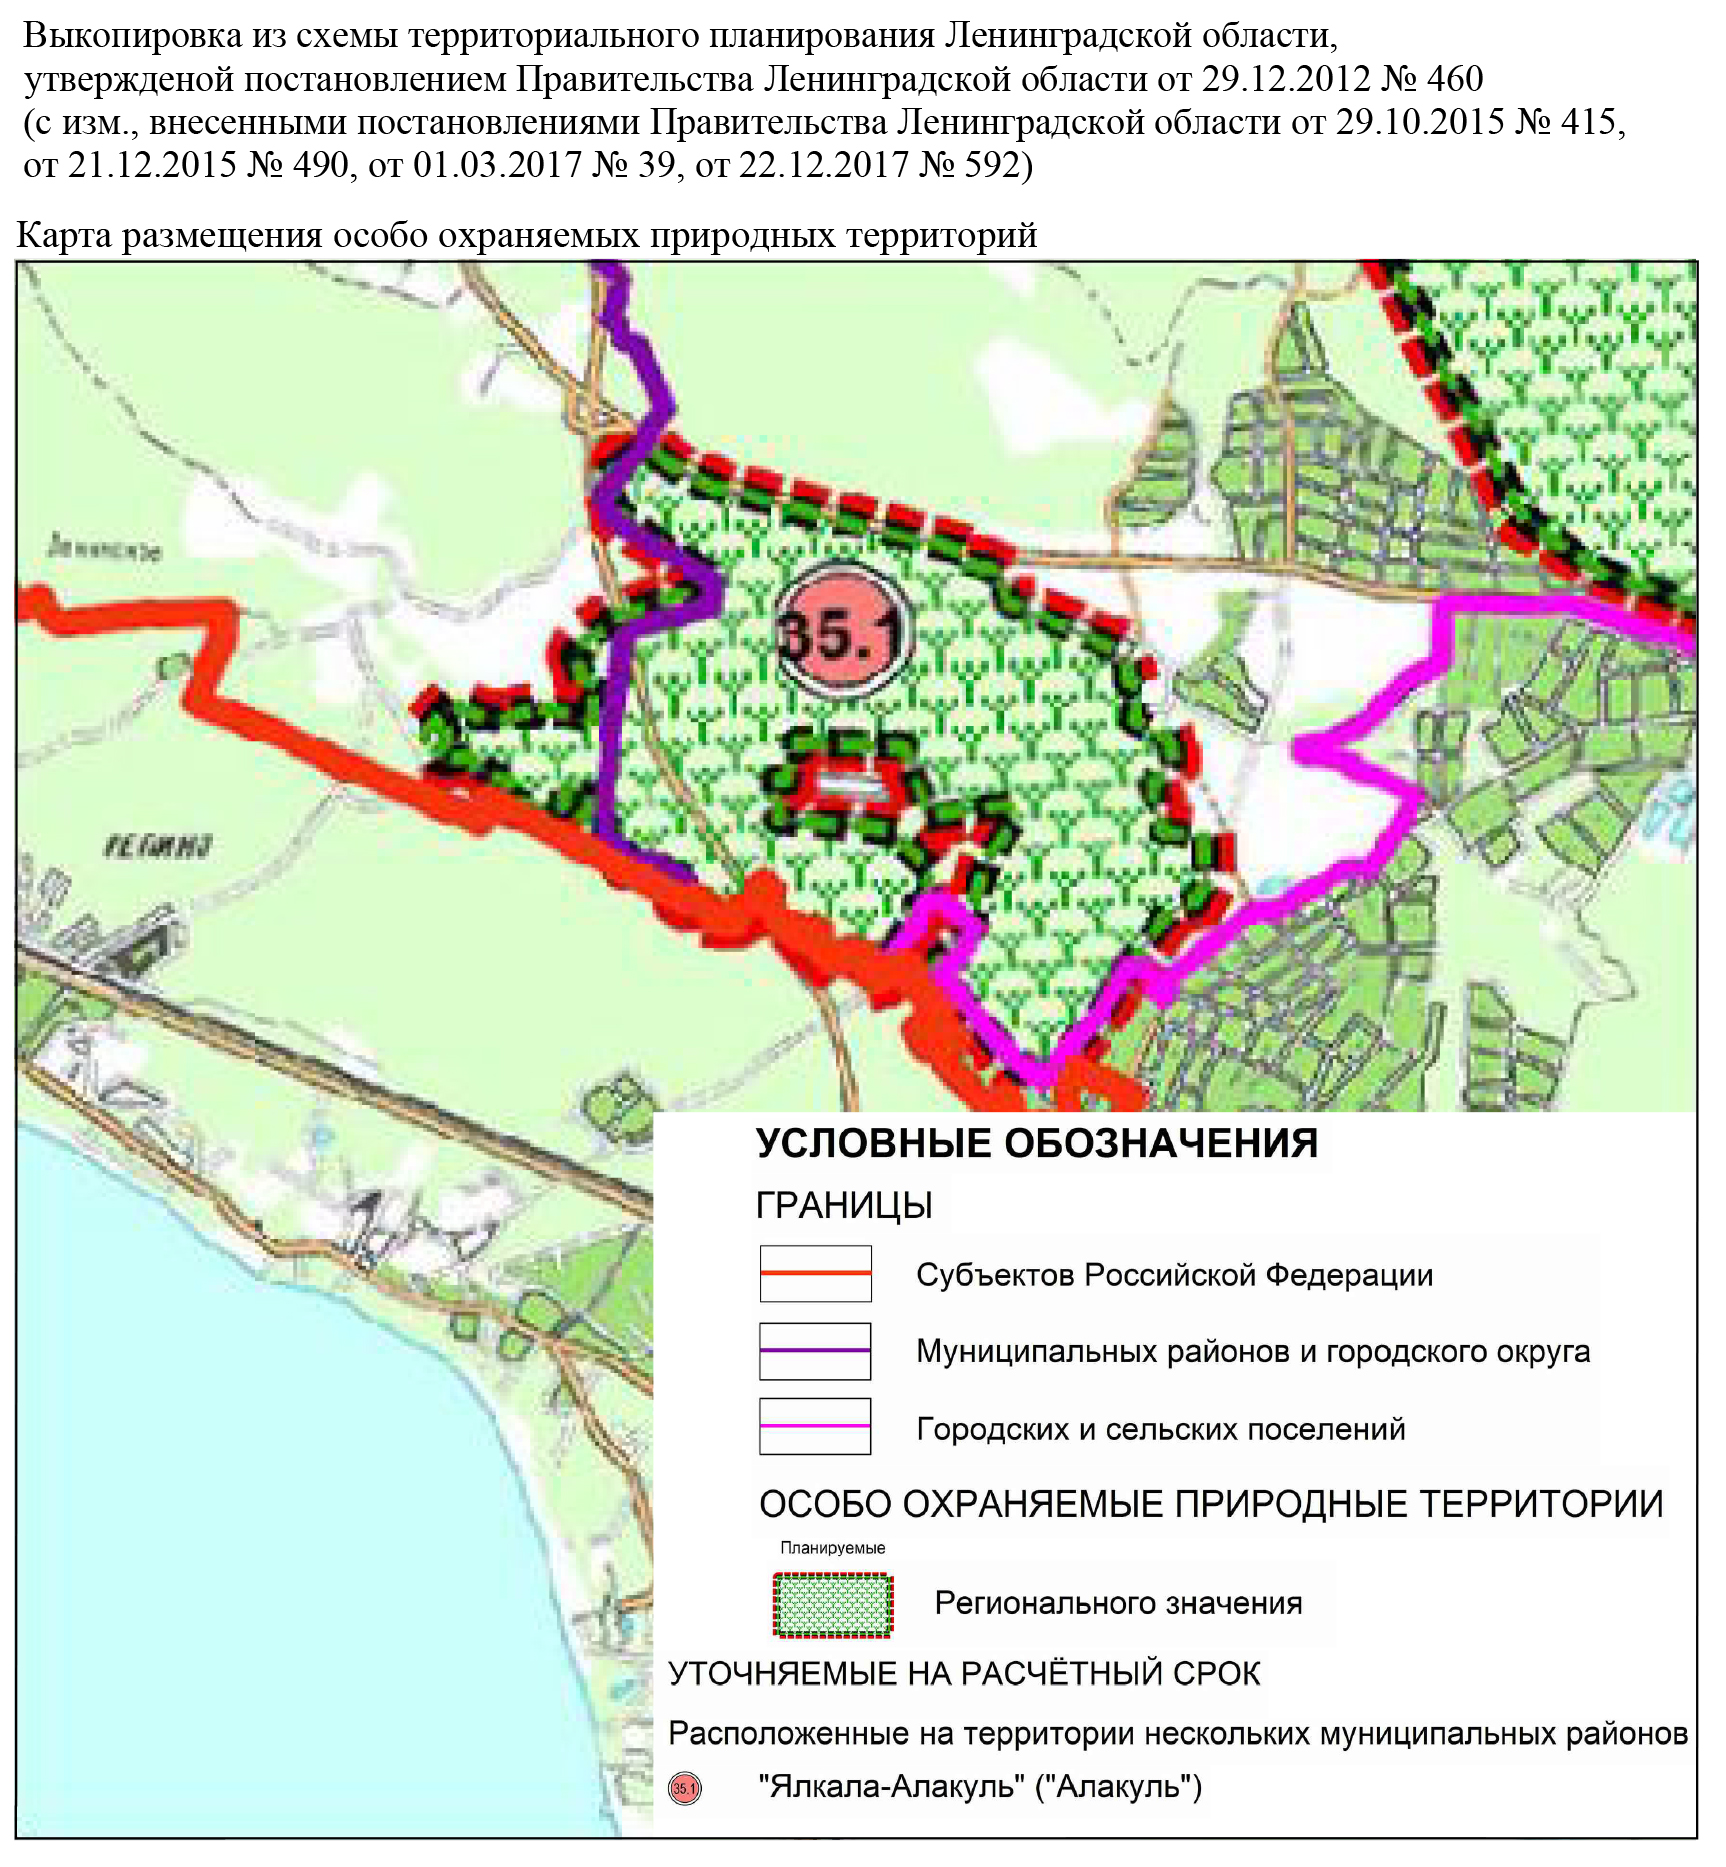 Выкопировка из схемы территориального планирования Ленинградской области,
утвержденой постановлением Правительства Ленинградской области от 29.12.2012 № 460
(с изм., внесенными постановлениями Правительства Ленинградской области от 29.10.2015 № 415,
от 21.12.2015 № 490, от 01.03.2017 № 39, от 22.12.2017 № 592)
Карта размещения особо охраняемых природных территорий
Ленинское
35.1
РЕПИНО
УСЛОВНЫЕ ОБОЗНАЧЕНИЯ
ГРАНИЦЫ
Субъектов Российской Федерации
Муниципальных районов и городского округа
Городских и сельских поселений
ОСОБО ОХРАНЯЕМЫЕ ПРИРОДНЫЕ ТЕРРИТОРИИ
Планируемые
Регионального значения
УТОЧНЯЕМЫЕ НА РАСЧЁТНЫЙ СРОК
Расположенные на территории нескольких муниципальных районов
35.1 "Ялкала-Алакуль" ("Алакуль")